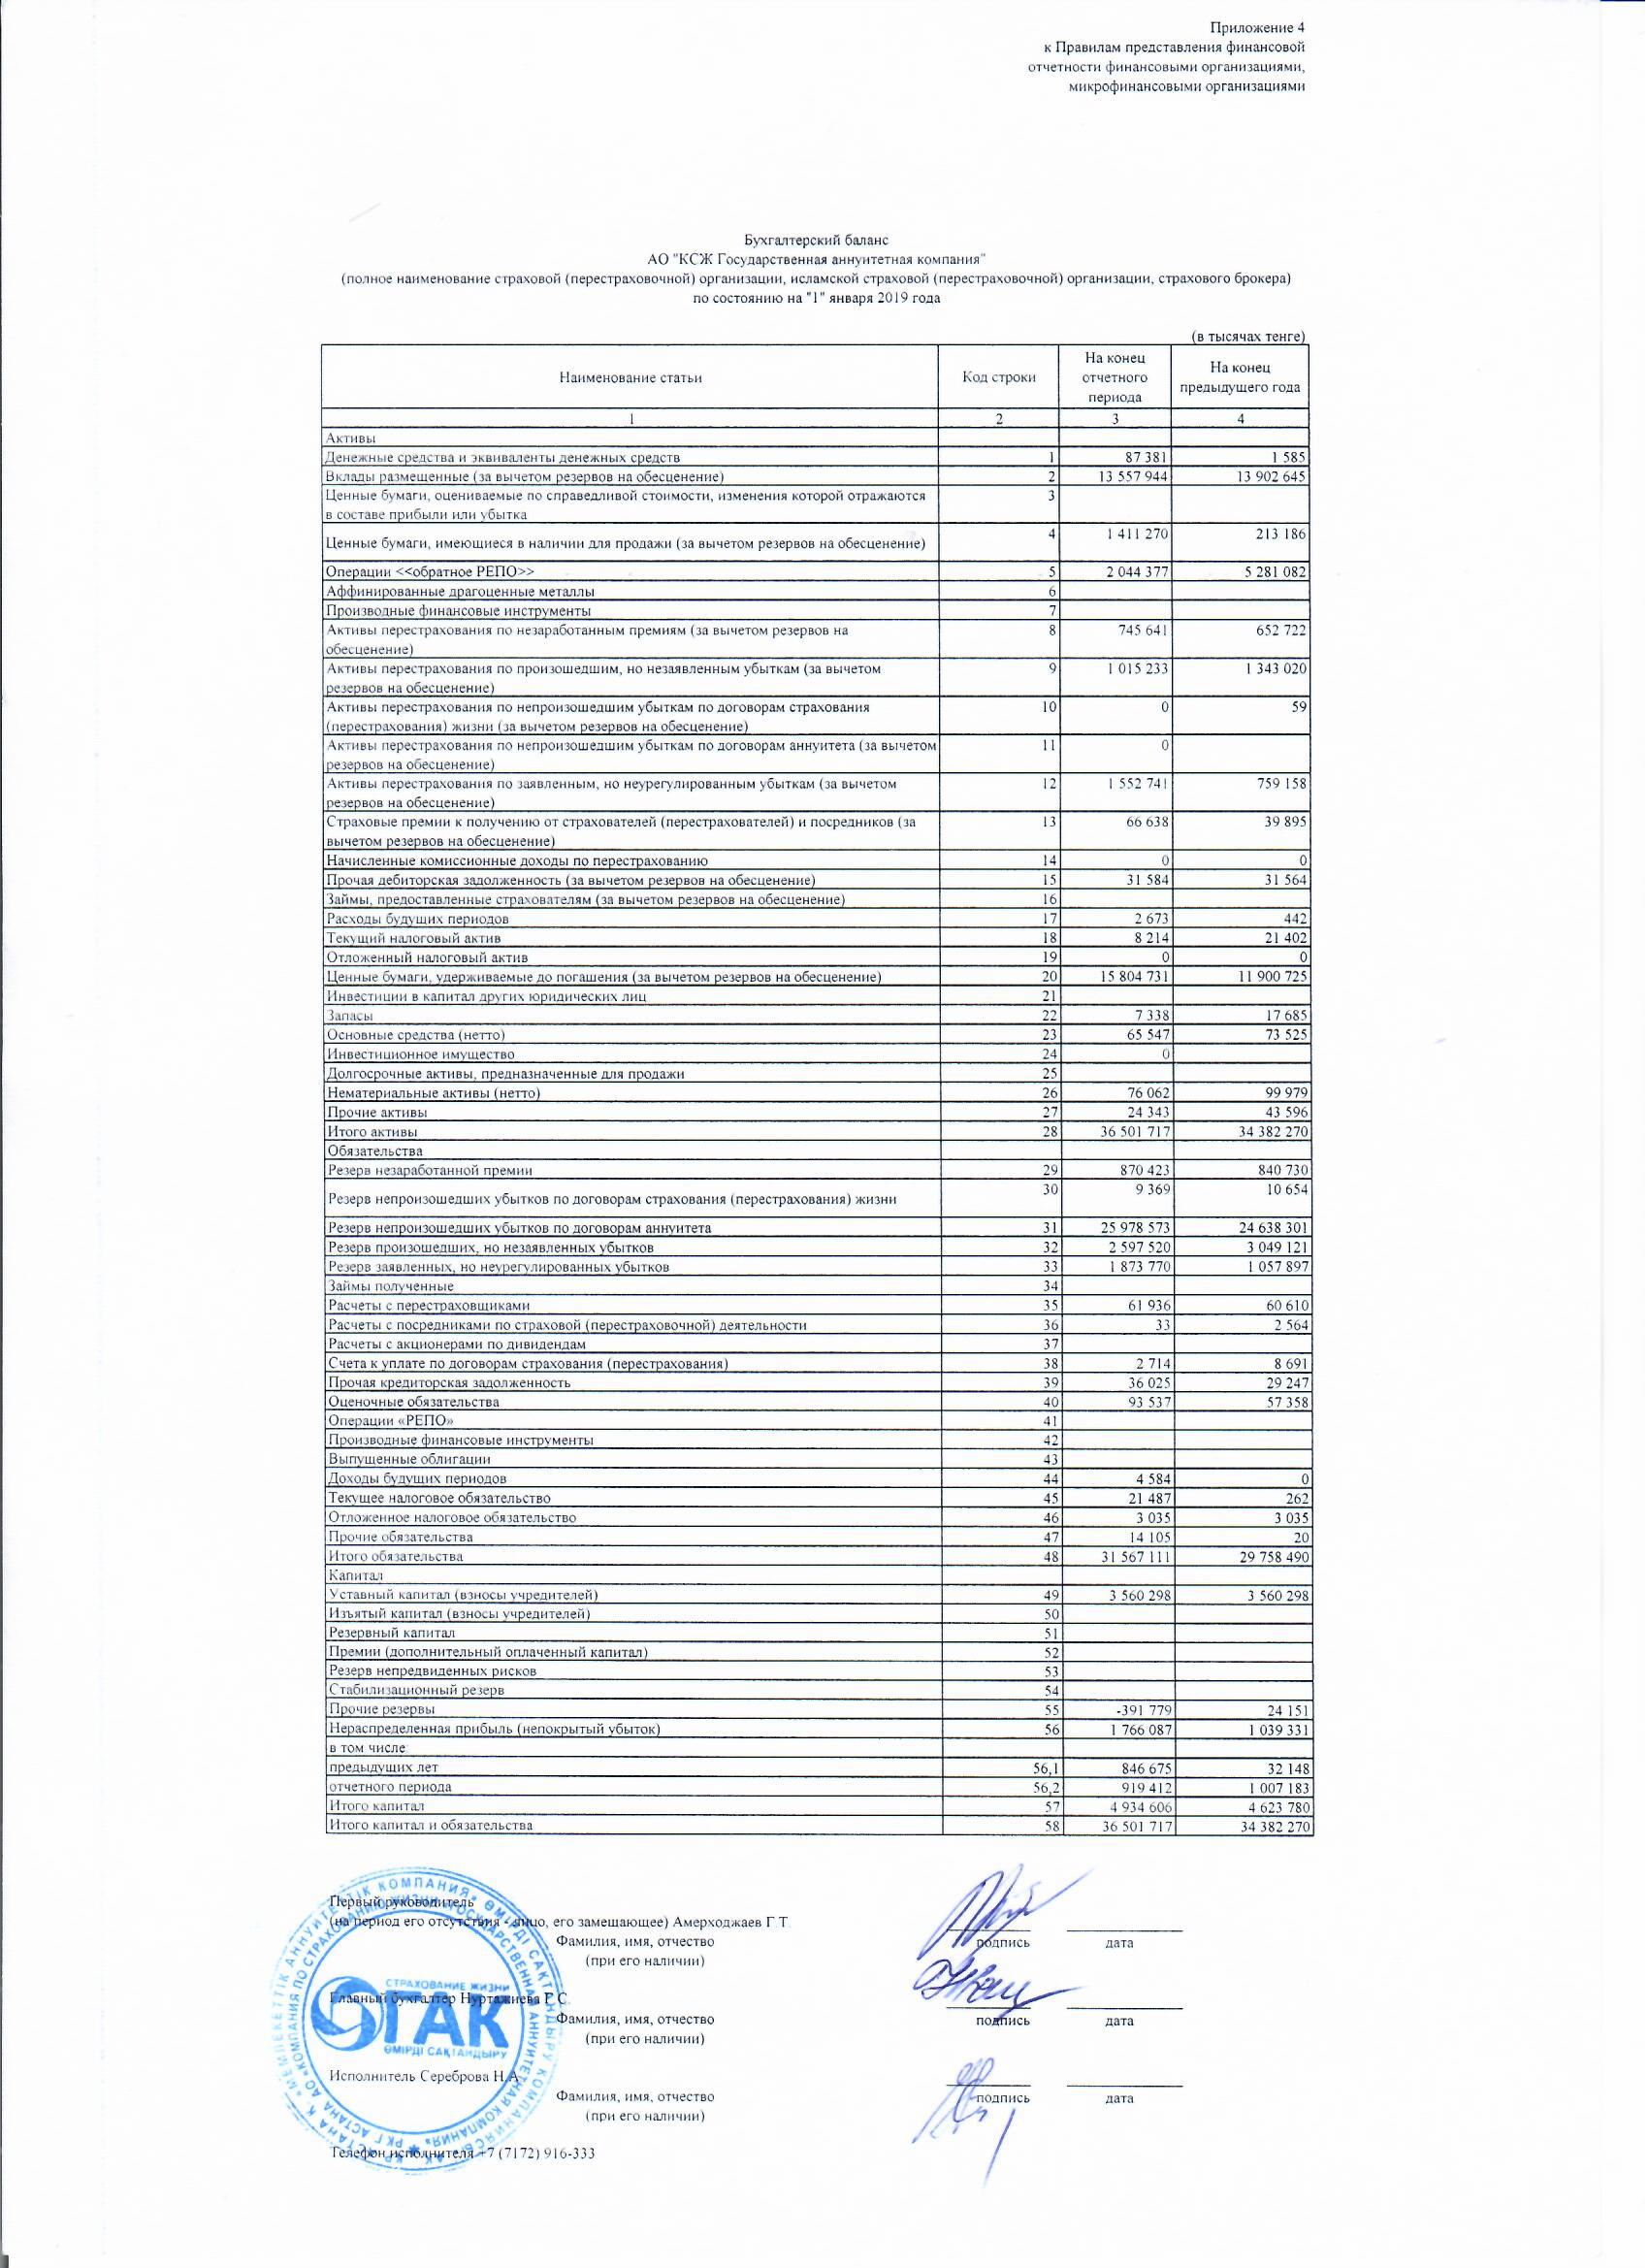 Приложение 4
к Правилам представления финансовой
отчетности финансовыми организациями,
микрофинансовыми организациями
Бухгалтерский баланс
АО "КСЖ Государственная аннуитетная компания"
(полное наименование страховой (перестраховочной) организации, исламской страховой (перестраховочной) организации, страхового брокера)
по состоянию на "1" января 2019 года
(в тысячах тенге)
Наименование статьи Код строки На конец отчетного периода На конец предыдущего года
1 2 3 4
Активы
Денежные средства и эквиваленты денежных средств 1 87 381 1 585
Вклады размещенные (за вычетом резервов на обесценение) 2 13 557 944 13 902 645
Ценные бумаги, оцениваемые по справедливой стоимости, изменения которой отражаются 3
в составе прибыли или убытка
Ценные бумаги, имеющиеся в наличии для продажи (за вычетом резервов на обесценение) 4 1 411 270 213 186
Операции <<обратное РЕПО>> 5 2 044 377 5 281 082
Аффинированные драгоценные металлы 6
Производные финансовые инструменты 7
Активы перестрахования по незаработанным премиям (за вычетом резервов на 8 745 641 652 722
обесценение)
Активы перестрахования по произошедшим, но незаявленным убыткам (за вычетом 9 1 015 233 1 343 020
резервов на обесценение)
Активы перестрахования по непроизошедшим убыткам по договорам страхования 10 0 59
(перестрахования) жизни (за вычетом резервов на обесценение)
Активы перестрахования по непроизошедшим убыткам по договорам аннуитета (за вычетом 11 0
резервов на обесценение)
Активы перестрахования по заявленным, но неурегулированным убыткам (за вычетом 12 1 552 741 759 158
резервов на обесценение)
Страховые премии к получению от страхователей (перестрахователей) и посредников (за 13 66 638 39 895
вычетом резервов на обесценение)
Начисленные комиссионные доходы по перестрахованию 14 0 0
Прочая дебиторская задолженность (за вычетом резервов на обесценение) 15 31 584 31 564
Займы, предоставленные страхователям (за вычетом резервов на обесценение) 16
Расходы будущих периодов 17 2 673 442
Текущий налоговый актив 18 8 214 21 402
Отложенный налоговый актив 19 0 0
Ценные бумаги, удерживаемые до погашения (за вычетом резервов на обесценение) 20 15 804 731 11 900 725
Инвестиции в капитал других юридических лиц 21
Запасы 22 7 338 17 685
Основные средства (нетто) 23 65 547 73 525
Инвестиционное имущество 24 0
Долгосрочные активы, предназначенные для продажи 25
Нематериальные активы (нетто) 26 76 062 99 979
Прочие активы 27 24 343 43 596
Итого активы 28 36 501 717 34 382 270
Обязательства
Резерв незаработанной премии 29 870 423 840 730
Резерв непроизошедших убытков по договорам страхования (перестрахования) жизни 30 9 369 10 654
Резерв непроизошедших убытков по договорам аннуитета 31 25 978 573 24 638 301
Резерв произошедших, но незаявленных убытков 32 2 597 520 3 049 121
Резерв заявленных, но неурегулированных убытков 33 1 873 770 1 057 897
Займы полученные 34
Расчеты с перестраховщиками 35 61 936 60 610
Расчеты с посредниками по страховой (перестраховочной) деятельности 36 33 2 564
Расчеты с акционерами по дивидендам 37
Счета к уплате по договорам страхования (перестрахования) 38 2 714 8 691
Прочая кредиторская задолженность 39 36 025 29 247
Оценочные обязательства 40 93 537 57 358
Операции «РЕПО» 41
Производные финансовые инструменты 42
Выпущенные облигации 43
Доходы будущих периодов 44 4 584 0
Текущее налоговое обязательство 45 21 487 262
Отложенное налоговое обязательство 46 3 035 3 035
Прочие обязательства 47 14 105 20
Итого обязательства 48 31 567 111 29 758 490
Капитал
Уставный капитал (взносы учредителей) 49 3 560 298 3 560 298
Изъятый капитал (взносы учредителей) 50
Резервный капитал 51
Премии (дополнительный оплаченный капитал) 52
Резерв непредвиденных рисков 53
Стабилизационный резерв 54
Прочие резервы 55 -391 779 24 151
Нераспределенная прибыль (непокрытый убыток) 56 1 766 087 1 039 331
в том числе:
предыдущих лет 56,1 846 675 32 148
отчетного периода 56,2 919 412 1 007 183
Итого капитал 57 4 934 606 4 623 780
Итого капитал и обязательства 58 36 501 717 34 382 270
Первый руководитель
(на период его отсутствия - лицо, его замещающее) Амерходжаев Г.Т.
Фамилия, имя, отчество подпись дата
(при его наличии)
СТРАХОВАНИЕ ЖИЗНИ
ГАК
ӨМІРДІ САҚТАНДЫРУ
Главный бухгалтер Нуртажиева Г.С.
Фамилия, имя, отчество подпись дата
(при его наличии)
Исполнитель Сереброва Н.А.
Фамилия, имя, отчество подпись дата
(при его наличии)
Телефон исполнителя +7 (7172) 916-333